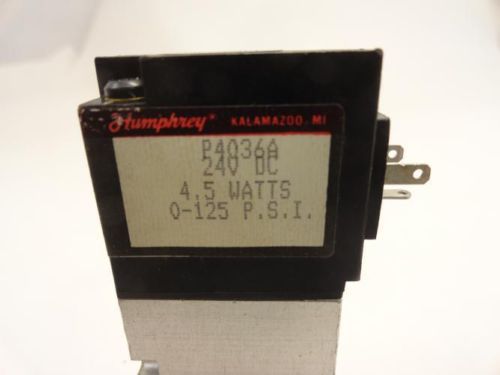 Humphrey® KALAMAZOO, MI
P4036A
24V DC
4.5 WATTS
0-125 P.S.I.